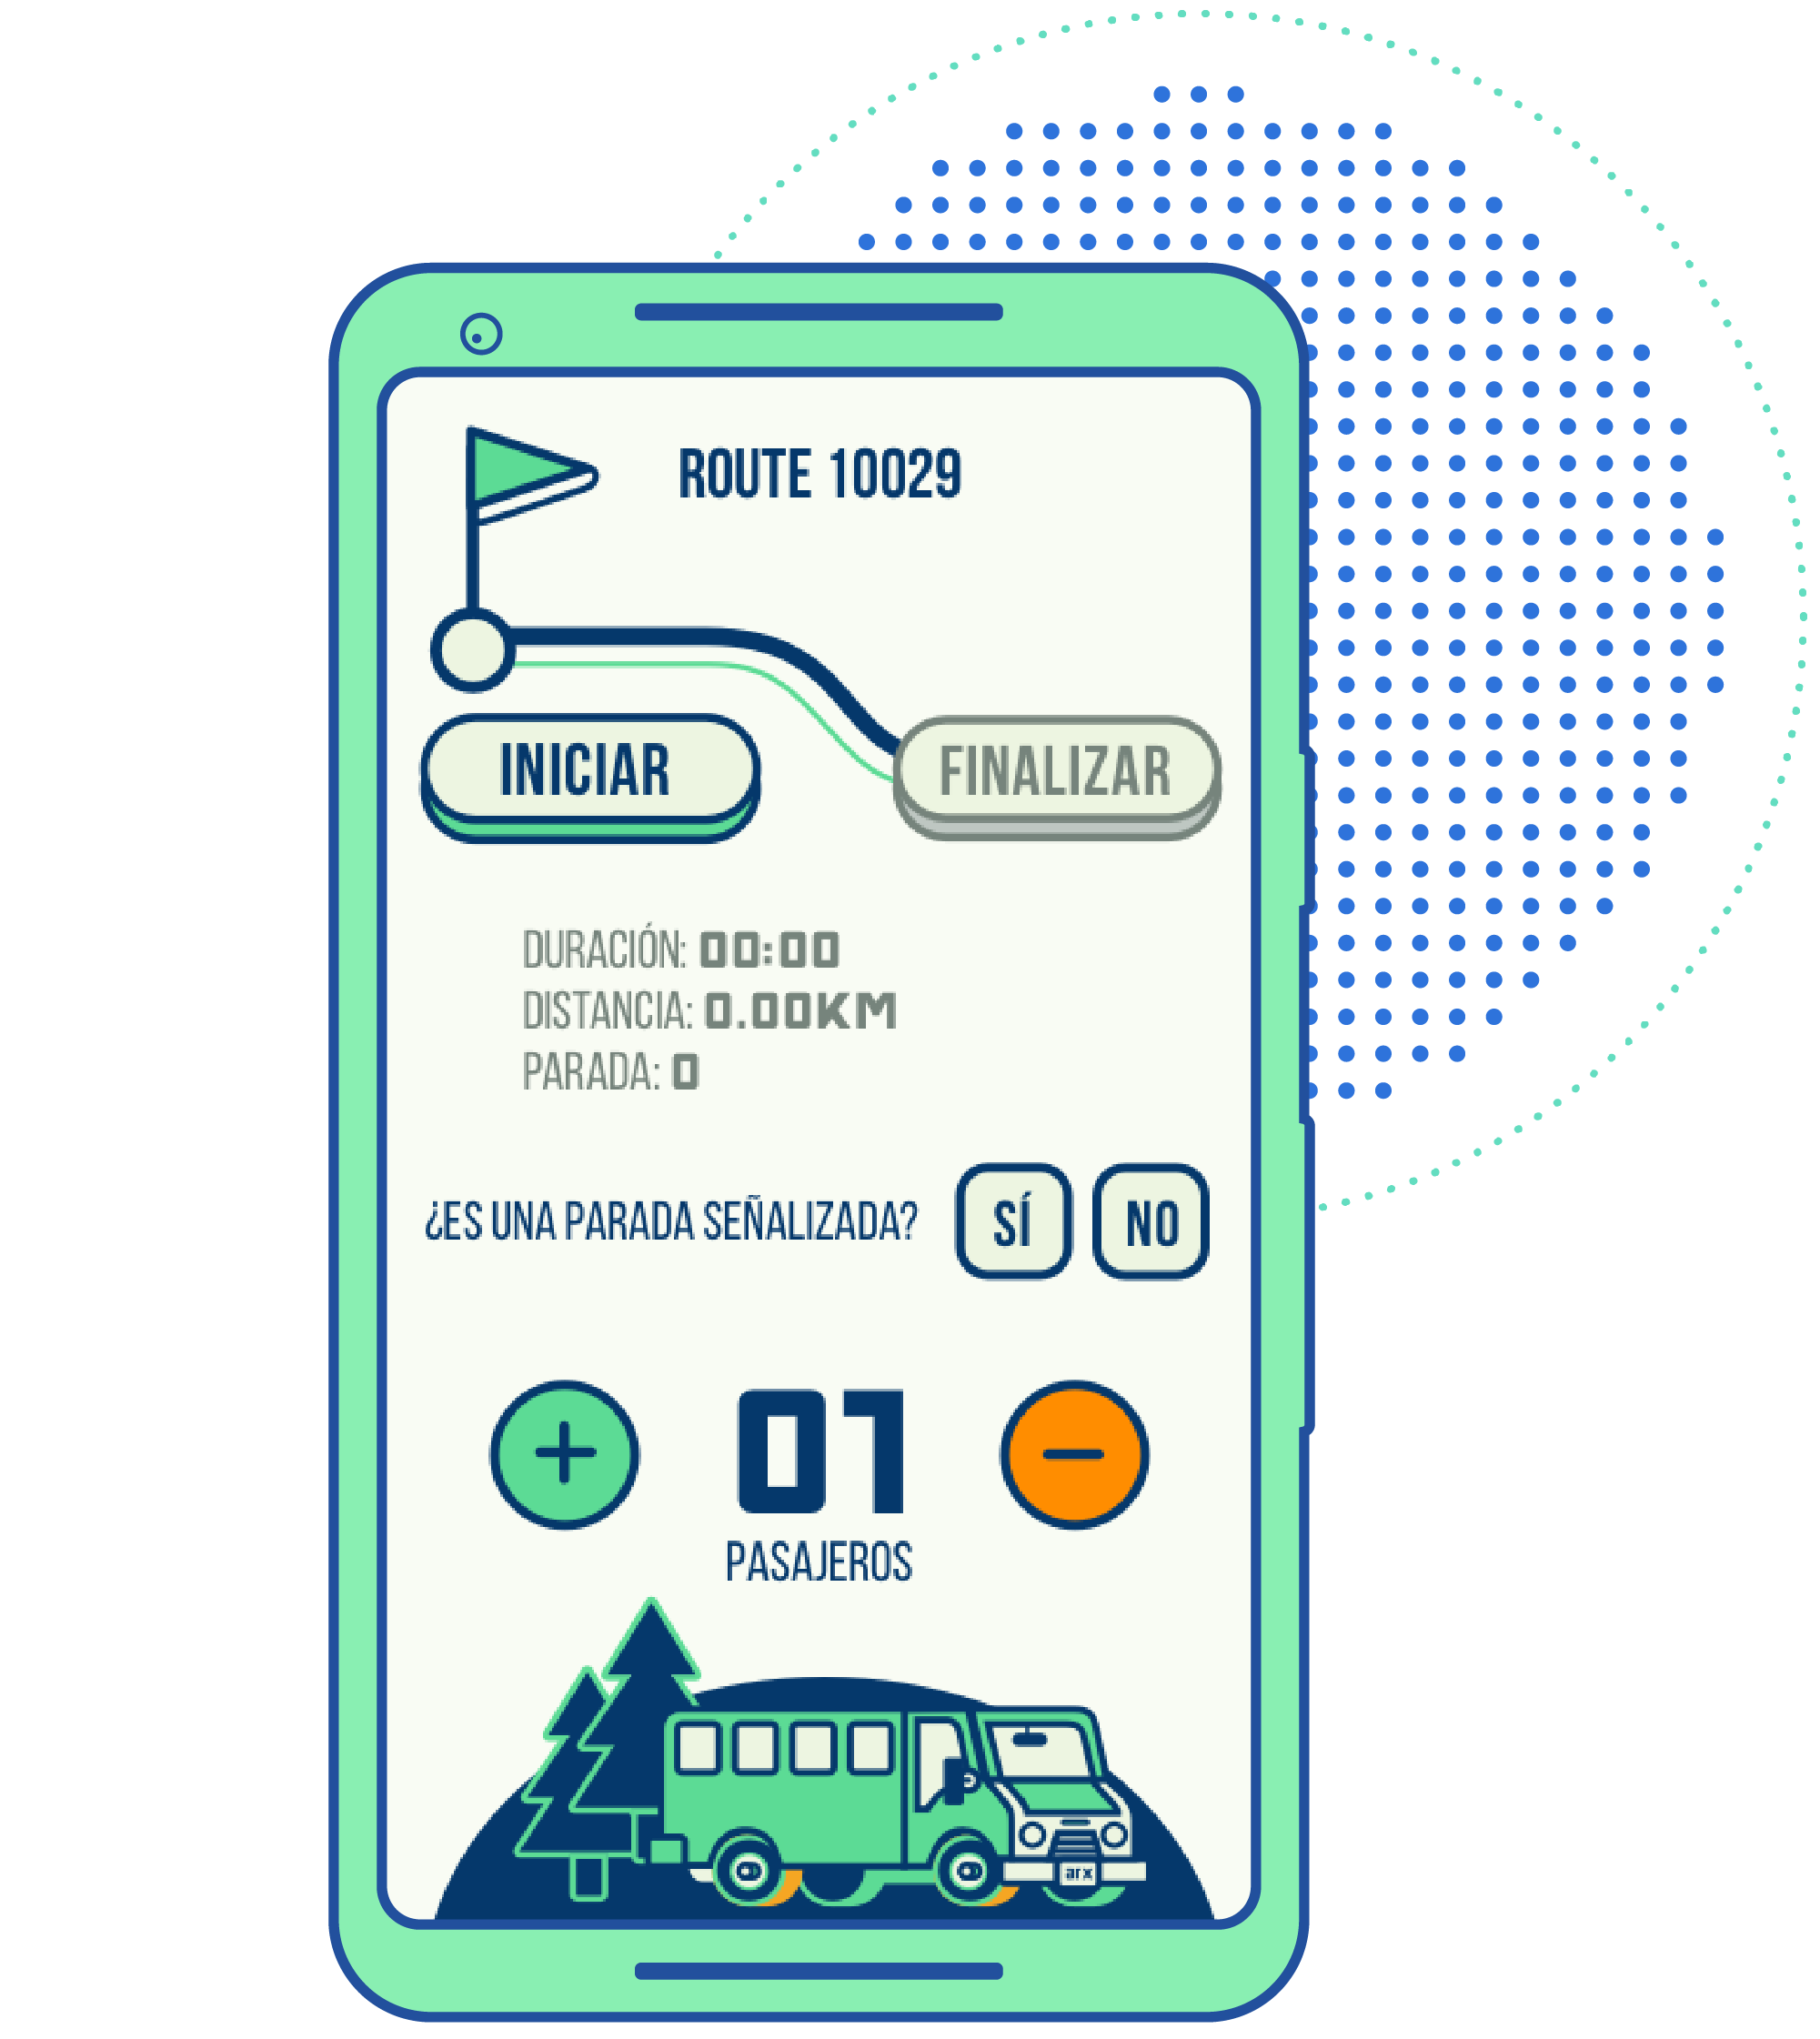 ROUTE 10029
INICIAR
FINALIZAR
DURACIÓN: 00:00
DISTANCIA: 0.00KM
PARADA: 0
¿ES UNA PARADA SEÑALIZADA? SÍ NO
+ 01 −
PASAJEROS
arx